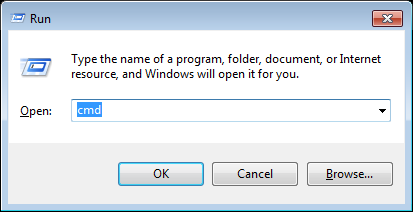 Run
Type the name of a program, folder, document, or Internet
resource, and Windows will open it for you.
Open: cmd
OK Cancel Browse...